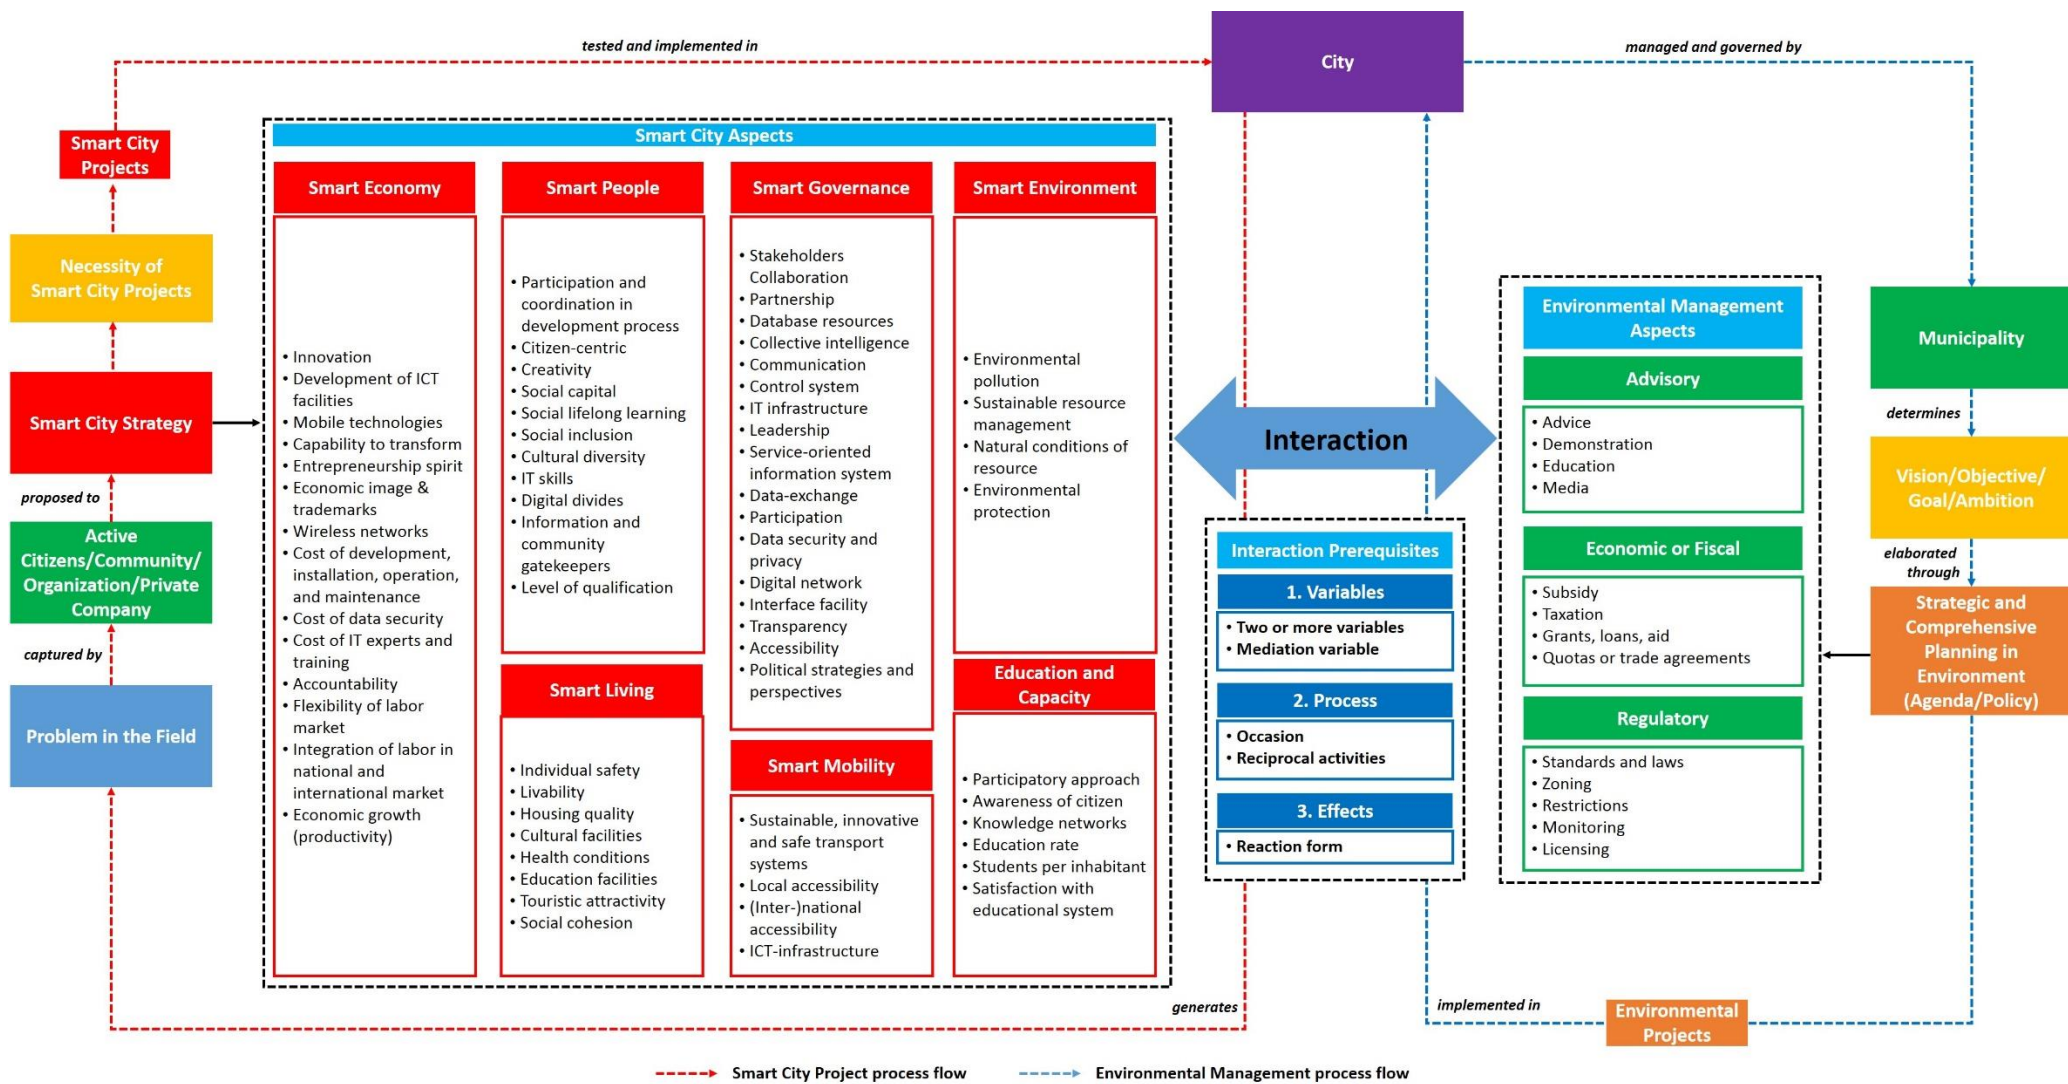 tested and implemented in
City
managed and governed by
Smart City
Projects
Necessity of
Smart City Projects
Smart City Strategy
proposed to
Active
Citizens/Community/
Organization/Private
Company
captured by
Problem in the Field
Smart City Aspects
Smart Economy
• Innovation
• Development of ICT
facilities
• Mobile technologies
• Capability to transform
• Entrepreneurship spirit
• Economic image &
trademarks
• Wireless networks
• Cost of development,
installation, operation,
and maintenance
• Cost of data security
• Cost of IT experts and
training
• Accountability
• Flexibility of labor
market
• Integration of labor in
national and
international market
• Economic growth
(productivity)
Smart People
• Participation and
coordination in
development process
• Citizen-centric
• Creativity
• Social capital
• Social lifelong learning
• Social inclusion
• Cultural diversity
• IT skills
• Digital divides
• Information and
community
gatekeepers
• Level of qualification
Smart Living
• Individual safety
• Livability
• Housing quality
• Cultural facilities
• Health conditions
• Education facilities
• Touristic attractivity
• Social cohesion
Smart Governance
• Stakeholders
Collaboration
• Partnership
• Database resources
• Collective intelligence
• Communication
• Control system
• IT infrastructure
• Leadership
• Service-oriented
information system
• Data-exchange
• Participation
• Data security and
privacy
• Digital network
• Interface facility
• Transparency
• Accessibility
• Political strategies and
perspectives
Smart Mobility
• Sustainable, innovative
and safe transport
systems
• Local accessibility
• (Inter-)national
accessibility
• ICT-infrastructure
Smart Environment
• Environmental
pollution
• Sustainable resource
management
• Natural conditions of
resource
• Environmental
protection
Education and
Capacity
• Participatory approach
• Awareness of citizen
• Knowledge networks
• Education rate
• Students per inhabitant
• Satisfaction with
educational system
Interaction
Interaction Prerequisites
1. Variables
• Two or more variables
• Mediation variable
2. Process
• Occasion
• Reciprocal activities
3. Effects
• Reaction form
Environmental Management
Aspects
Advisory
• Advice
• Demonstration
• Education
• Media
Economic or Fiscal
• Subsidy
• Taxation
• Grants, loans, aid
• Quotas or trade agreements
Regulatory
• Standards and laws
• Zoning
• Restrictions
• Monitoring
• Licensing
Municipality
determines
Vision/Objective/
Goal/Ambition
elaborated
through
Strategic and
Comprehensive
Planning in
Environment
(Agenda/Policy)
generates
implemented in
Environmental
Projects
Smart City Project process flow
Environmental Management process flow